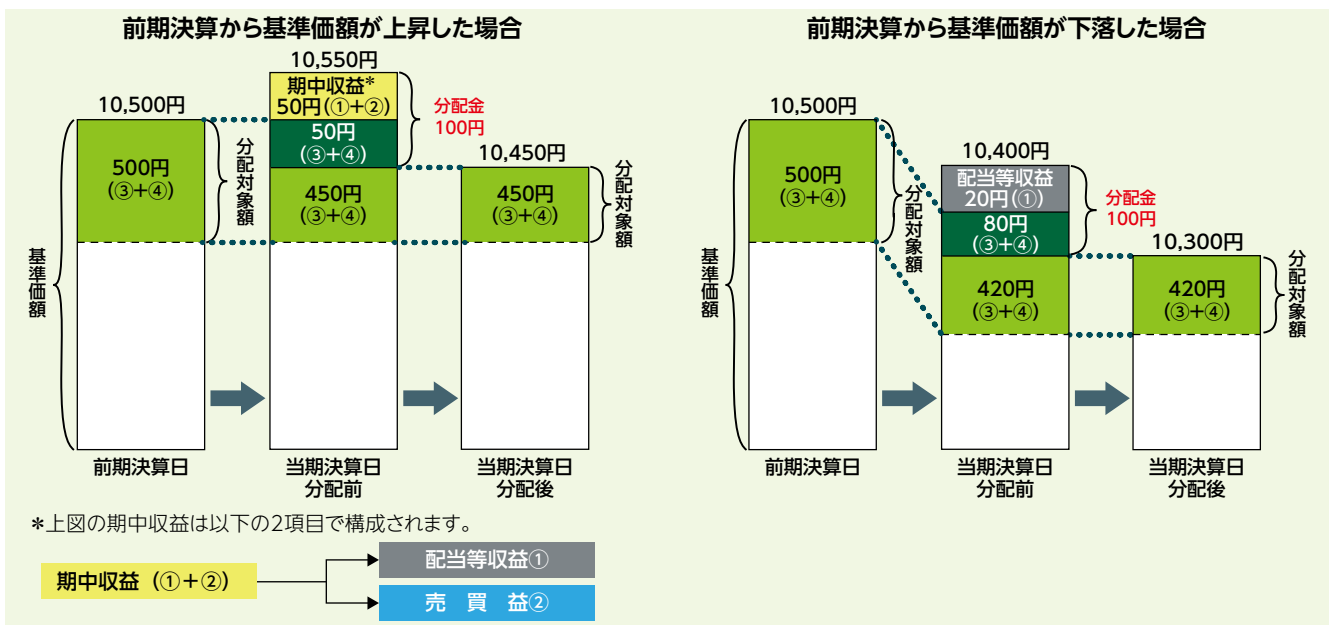 前期決算から基準価額が上昇した場合
10,500円
500円
(③+④)
分配対象額
基準価額
前期決算日
10,550円
期中収益*
50円(①+②)
50円
(③+④)
450円
(③+④)
分配金
100円
当期決算日
分配前
10,450円
450円
(③+④)
分配対象額
当期決算日
分配後
*上図の期中収益は以下の2項目で構成されます。
期中収益（①+②）
配当等収益①
売 買 益②
前期決算から基準価額が下落した場合
10,500円
500円
(③+④)
分配対象額
基準価額
前期決算日
10,400円
配当等収益
20円(①)
80円
(③+④)
420円
(③+④)
分配金
100円
当期決算日
分配前
10,300円
420円
(③+④)
分配対象額
当期決算日
分配後